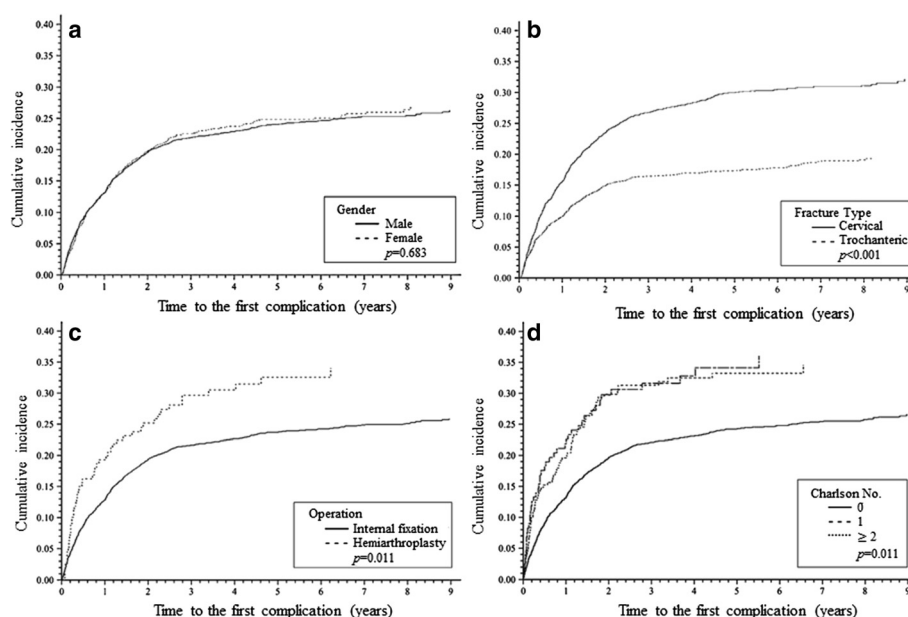 a
0.40
0.35
0.30
0.25
0.20
0.15
0.10
0.05
0.00
Cumulative incidence
Gender
Male
Female
p=0.683
0 1 2 3 4 5 6 7 8 9
Time to the first complication (years)
b
0.40
0.35
0.30
0.25
0.20
0.15
0.10
0.05
0.00
Cumulative incidence
Fracture Type
Cervical
Trochanteric
p<0.001
0 1 2 3 4 5 6 7 8 9
Time to the first complication (years)
c
0.40
0.35
0.30
0.25
0.20
0.15
0.10
0.05
0.00
Cumulative incidence
Operation
Internal fixation
Hemiarthroplasty
p=0.011
0 1 2 3 4 5 6 7 8 9
Time to the first complication (years)
d
0.40
0.35
0.30
0.25
0.20
0.15
0.10
0.05
0.00
Cumulative incidence
Charlson No.
0
1
≥ 2
p=0.011
0 1 2 3 4 5 6 7 8 9
Time to the first complication (years)